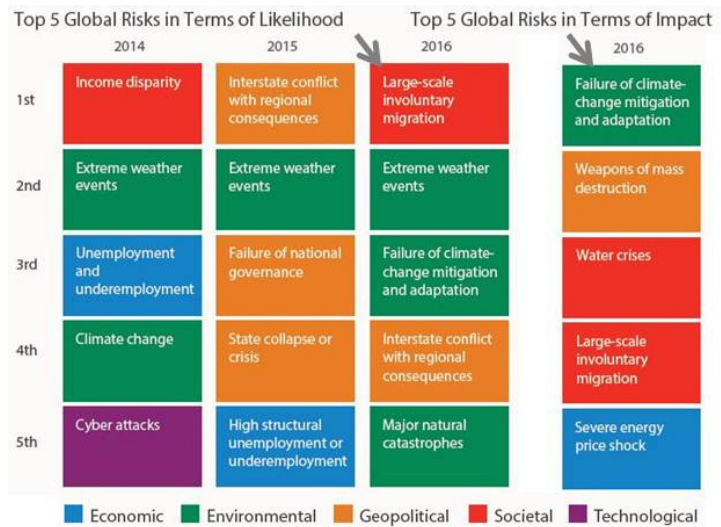 Top 5 Global Risks in Terms of Likelihood
Top 5 Global Risks in Terms of Impact
2014
2015
2016
2016
1st
Income disparity
Interstate conflict
with regional
consequences
Large-scale
involuntary
migration
Failure of climate-
change mitigation
and adaptation
2nd
Extreme weather
events
Extreme weather
events
Extreme weather
events
Weapons of mass
destruction
3rd
Unemployment
and
underemployment
Failure of national
governance
Failure of climate-
change mitigation
and adaptation
Water crises
4th
Climate change
State collapse or
crisis
Interstate conflict
with regional
consequences
Large-scale
involuntary
migration
5th
Cyber attacks
High structural
unemployment or
underemployment
Major natural
catastrophes
Severe energy
price shock
Economic
Environmental
Geopolitical
Societal
Technological